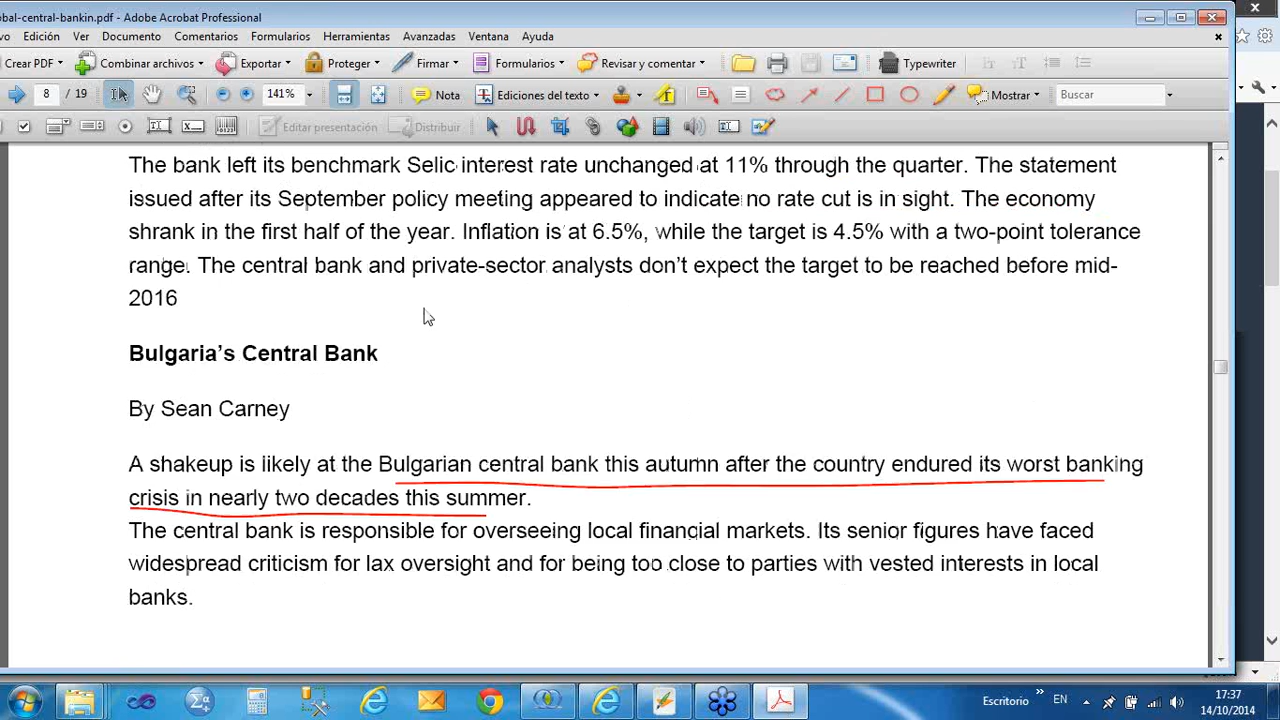 bal-central-bankin.pdf - Adobe Acrobat Professional
vo Edición Ver Documento Comentarios Formularios Herramientas Avanzadas Ventana Ayuda
Crear PDF Combinar archivos Exportar Proteger Firmar Formularios Revisar y comentar Typewriter
8 / 19 141% Nota Ediciones del texto Mostrar Buscar
Editar presentación Distribuir
The bank left its benchmark Selic interest rate unchanged at 11% through the quarter. The statement
issued after its September policy meeting appeared to indicate no rate cut is in sight. The economy
shrank in the first half of the year. Inflation is at 6.5%, while the target is 4.5% with a two-point tolerance
range. The central bank and private-sector analysts don’t expect the target to be reached before mid-
2016
Bulgaria’s Central Bank
By Sean Carney
A shakeup is likely at the Bulgarian central bank this autumn after the country endured its worst banking
crisis in nearly two decades this summer.
The central bank is responsible for overseeing local financial markets. Its senior figures have faced
widespread criticism for lax oversight and for being too close to parties with vested interests in local
banks.
Escritorio » EN 17:37
14/10/2014